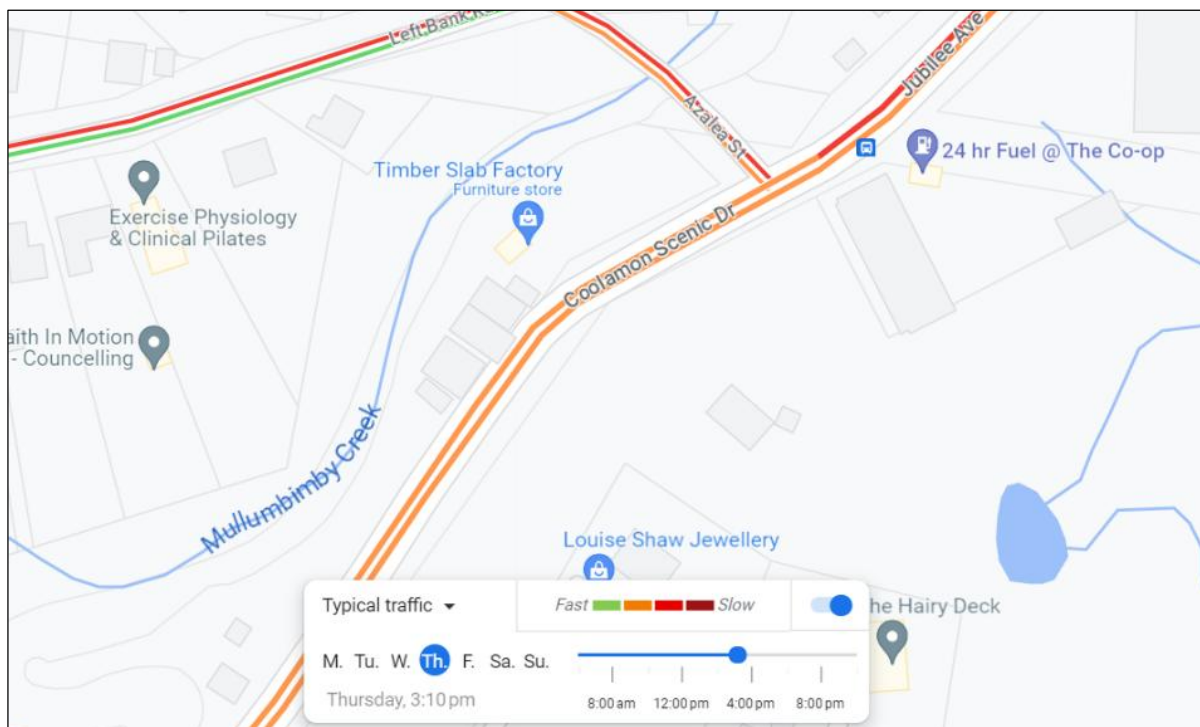 Left Bank R
Jubilee Ave
Azalea St
24 hr Fuel @ The Co-op
Timber Slab Factory
Furniture store
Exercise Physiology
& Clinical Pilates
Coolamon Scenic Dr
aith In Motion
- Councelling
Mullumbimby Creek
Louise Shaw Jewellery
he Hairy Deck
Typical traffic
Fast
Slow
M. Tu. W. Th. F. Sa. Su.
Thursday, 3:10 pm
8:00 am 12:00 pm 4:00 pm 8:00 pm